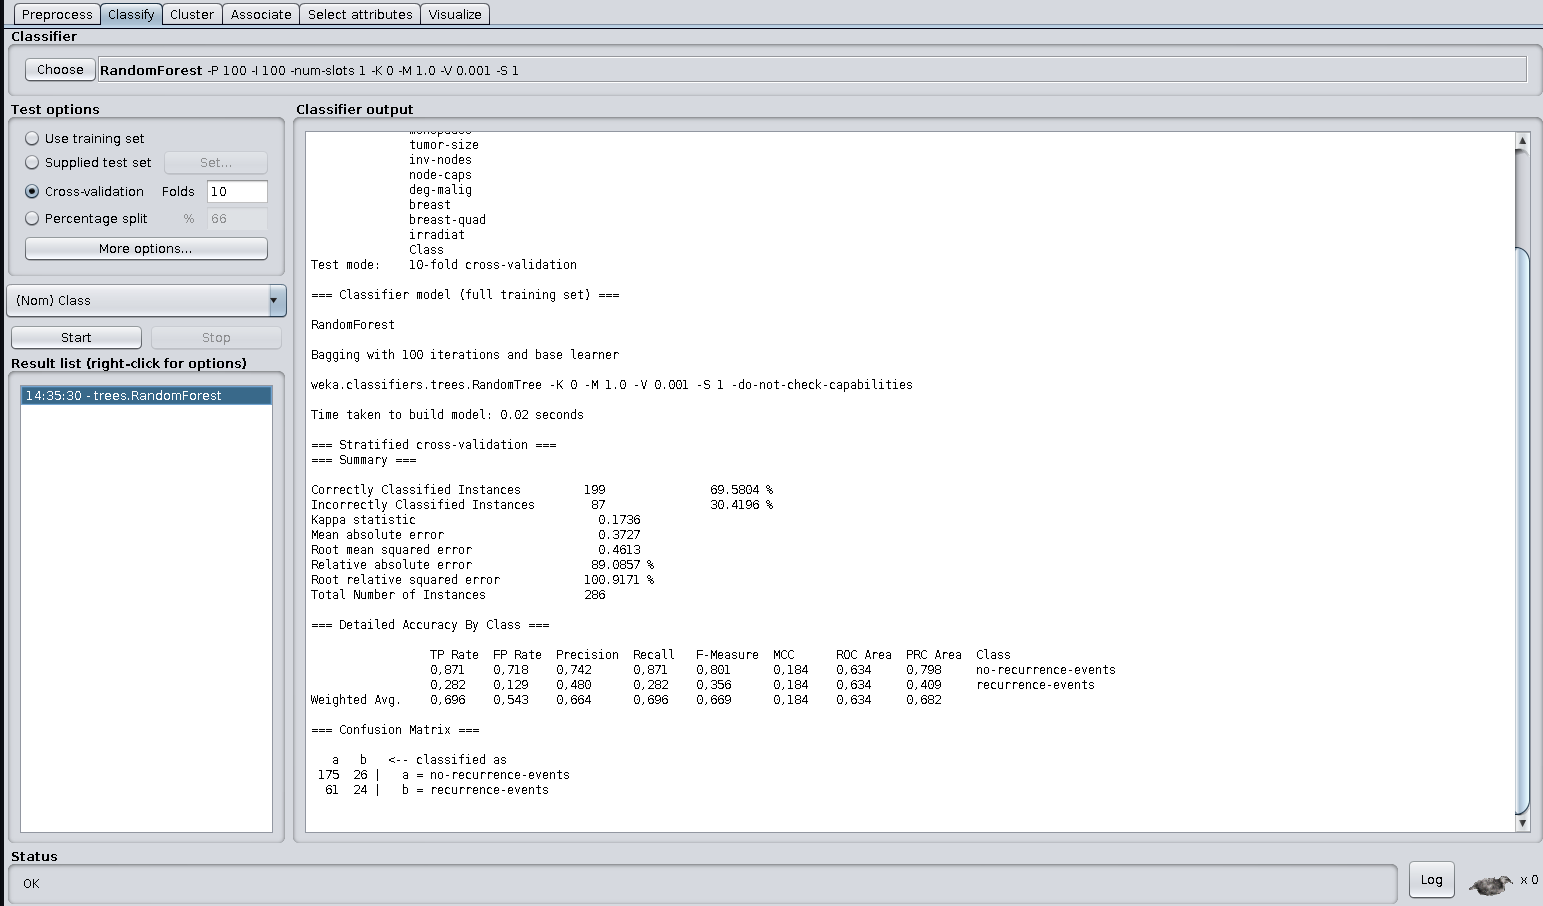 Preprocess Classify Cluster Associate Select attributes Visualize
Classifier
Choose RandomForest -P 100 -I 100 -num-slots 1 -K 0 -M 1.0 -V 0.001 -S 1
Test options
Use training set
Supplied test set Set...
Cross-validation Folds 10
Percentage split % 66
More options...
(Nom) Class
Start Stop
Result list (right-click for options)
14:35:30 - trees.RandomForest
Classifier output
tumor-size
inv-nodes
node-caps
deg-malig
breast
breast-quad
irradiat
Class
Test mode: 10-fold cross-validation
=== Classifier model (full training set) ===
RandomForest
Bagging with 100 iterations and base learner
weka.classifiers.trees.RandomTree -K 0 -M 1.0 -V 0.001 -S 1 -do-not-check-capabilities
Time taken to build model: 0.02 seconds
=== Stratified cross-validation ===
=== Summary ===
Correctly Classified Instances 199 69.5804 %
Incorrectly Classified Instances 87 30.4196 %
Kappa statistic 0.1736
Mean absolute error 0.3727
Root mean squared error 0.4613
Relative absolute error 89.0857 %
Root relative squared error 100.9171 %
Total Number of Instances 286
=== Detailed Accuracy By Class ===
TP Rate FP Rate Precision Recall F-Measure MCC ROC Area PRC Area Class
0,871 0,718 0,742 0,871 0,801 0,184 0,634 0,798 no-recurrence-events
0,282 0,129 0,480 0,282 0,356 0,184 0,634 0,409 recurrence-events
Weighted Avg. 0,696 0,543 0,664 0,696 0,669 0,184 0,634 0,682
=== Confusion Matrix ===
a b <-- classified as
175 26 | a = no-recurrence-events
61 24 | b = recurrence-events
Status
OK
Log x 0